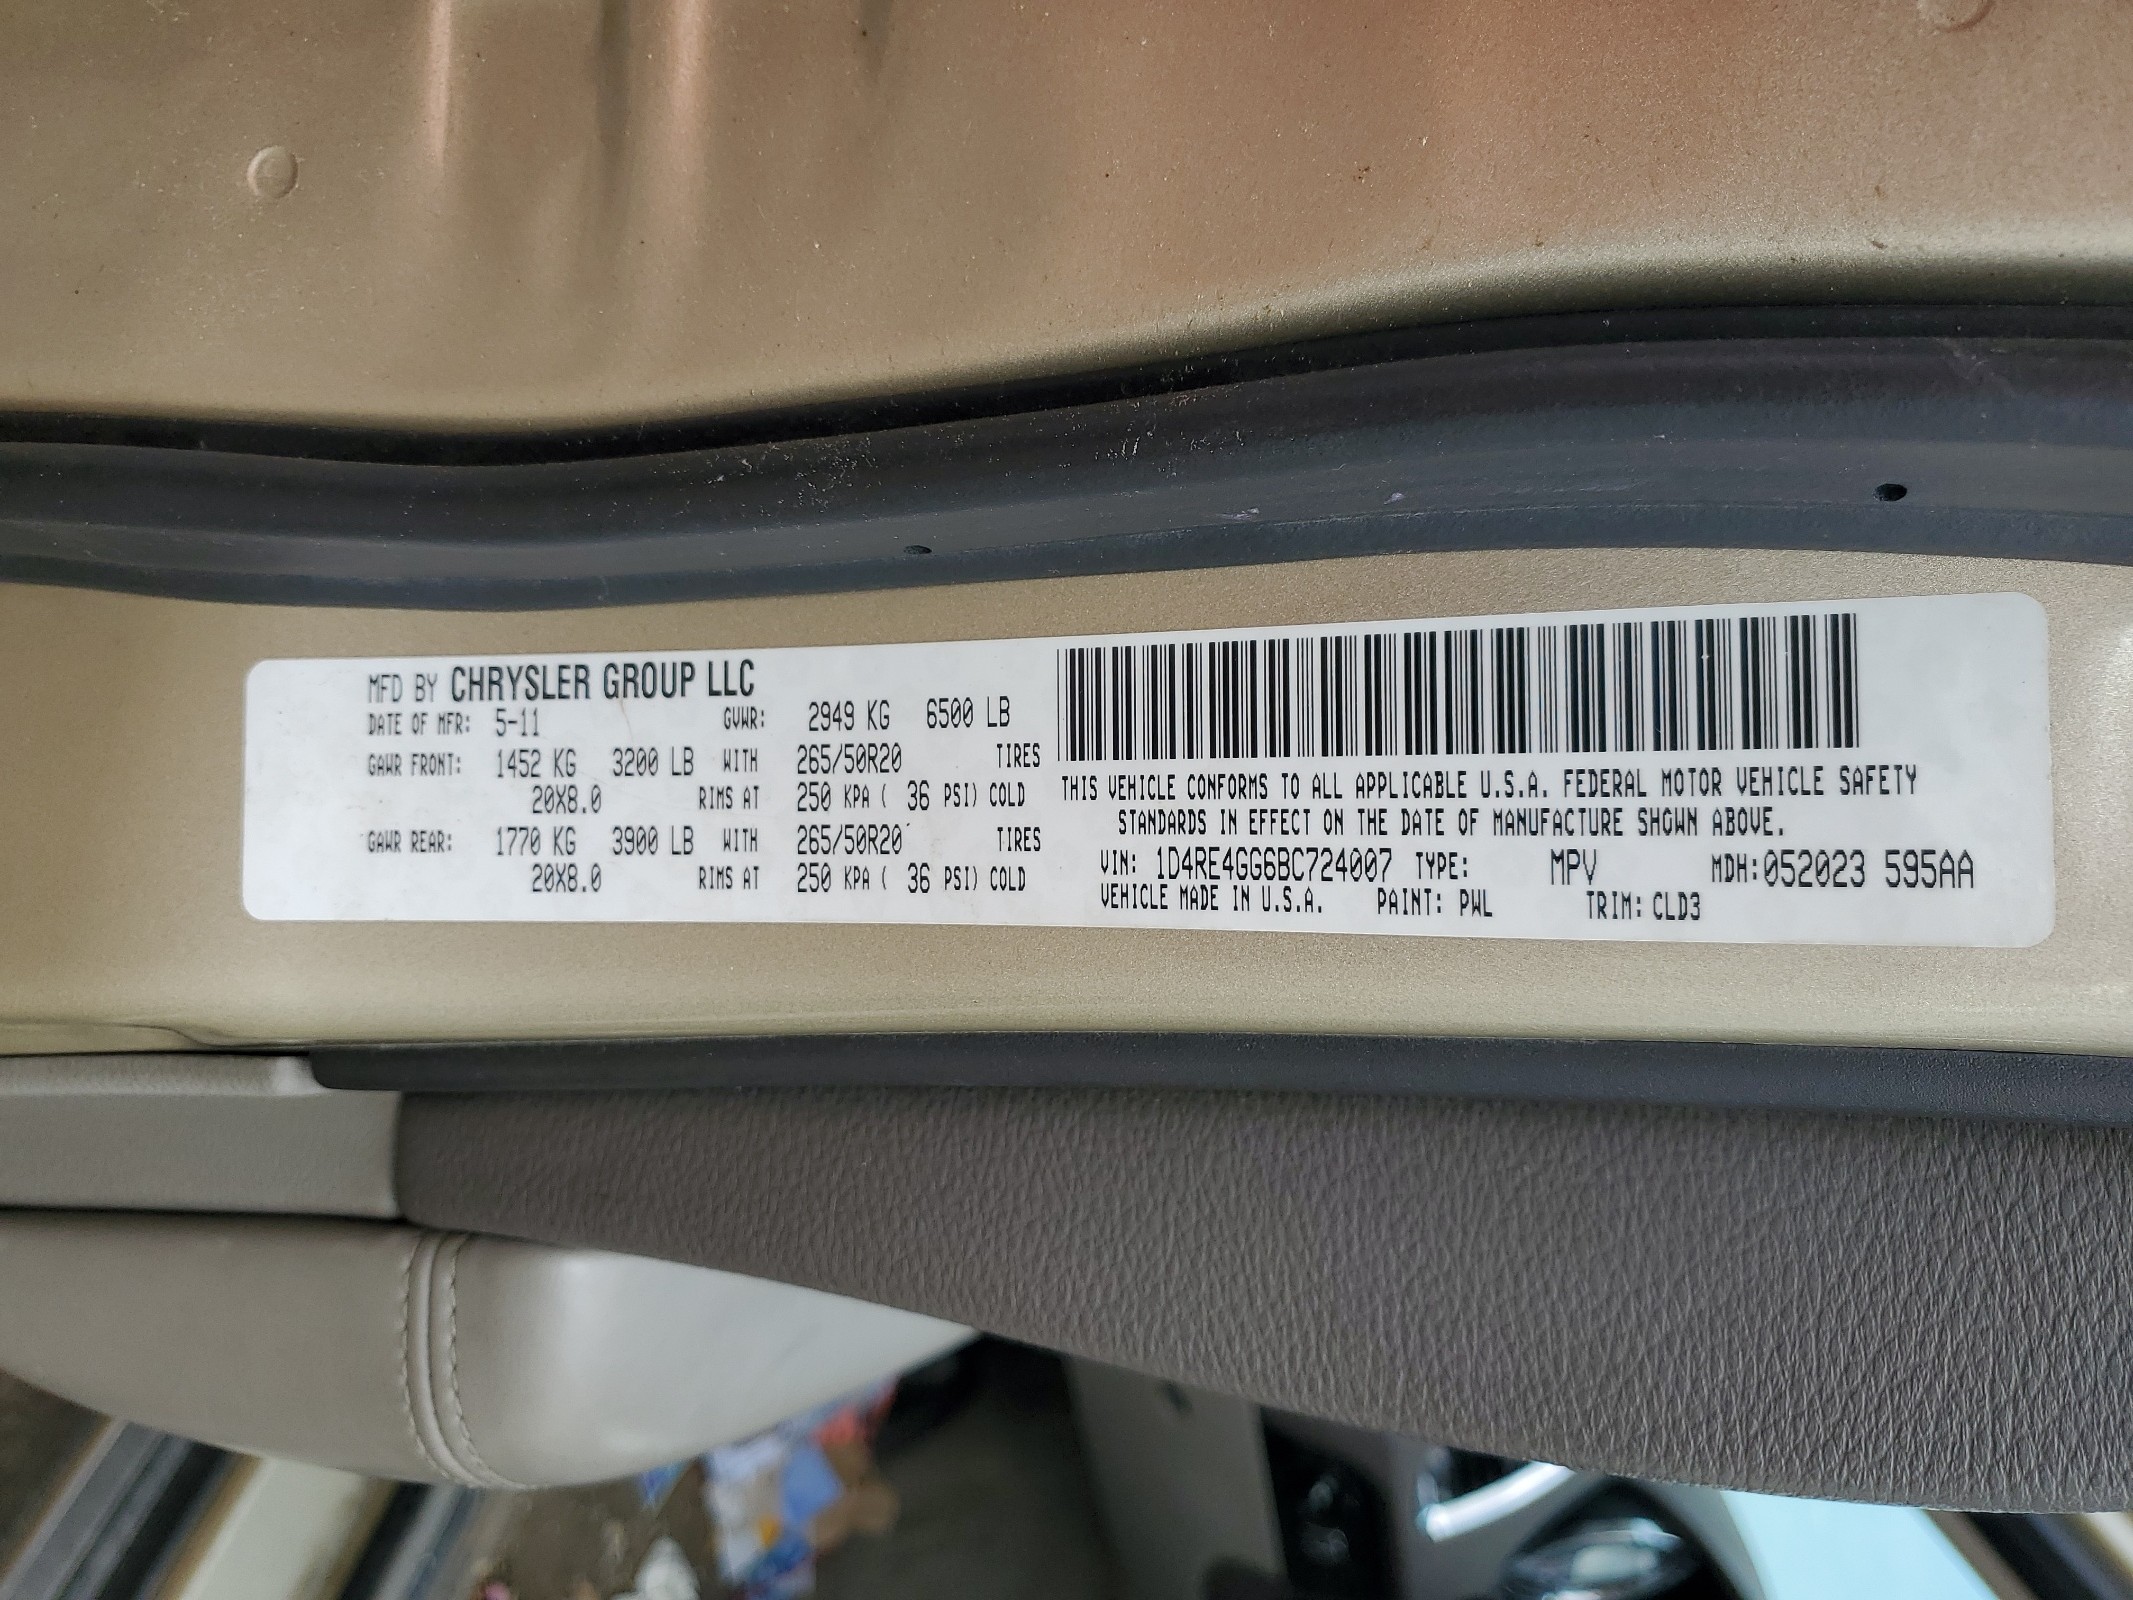 MFD BY CHRYSLER GROUP LLC
DATE OF MFR: 5-11 GVWR: 2949 KG 6500 LB
GAWR FRONT: 1452 KG 3200 LB WITH 265/50R20 TIRES
20X8.0 RIMS AT 250 KPA ( 36 PSI) COLD
GAWR REAR: 1770 KG 3900 LB WITH 265/50R20 TIRES
20X8.0 RIMS AT 250 KPA ( 36 PSI) COLD
THIS VEHICLE CONFORMS TO ALL APPLICABLE U.S.A. FEDERAL MOTOR VEHICLE SAFETY
STANDARDS IN EFFECT ON THE DATE OF MANUFACTURE SHOWN ABOVE.
VIN: 1D4RE4GG6BC724007 TYPE: MPV MDH:052023 595AA
VEHICLE MADE IN U.S.A. PAINT: PWL TRIM: CLD3